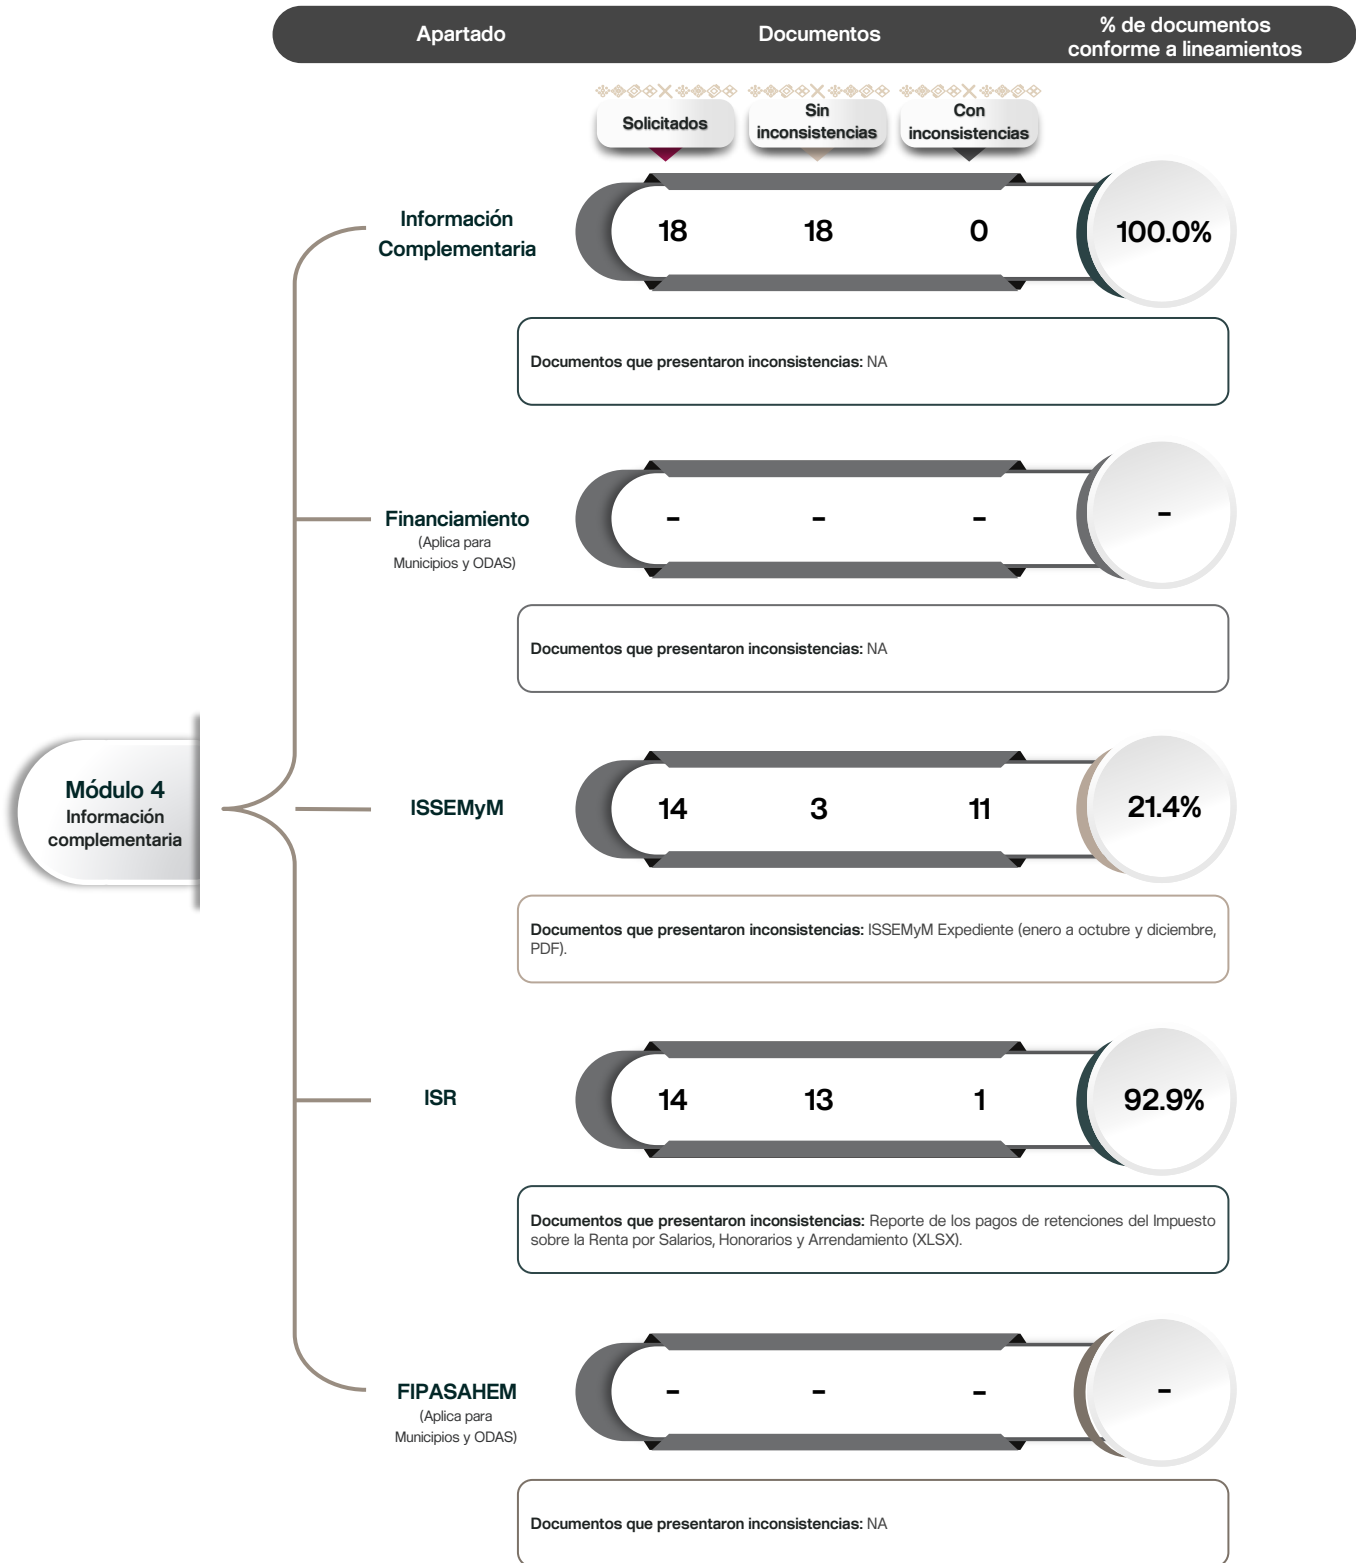 Apartado
Documentos
% de documentos
conforme a lineamientos
Solicitados
Sin
inconsistencias
Con
inconsistencias
Información
Complementaria
18
18
0
100.0%
Documentos que presentaron inconsistencias: NA
Financiamiento
(Aplica para
Municipios y ODAS)
-
-
-
-
Documentos que presentaron inconsistencias: NA
Módulo 4
Información
complementaria
ISSEMyM
14
3
11
21.4%
Documentos que presentaron inconsistencias: ISSEMyM Expediente (enero a octubre y diciembre,
PDF).
ISR
14
13
1
92.9%
Documentos que presentaron inconsistencias: Reporte de los pagos de retenciones del Impuesto
sobre la Renta por Salarios, Honorarios y Arrendamiento (XLSX).
FIPASAHEM
(Aplica para
Municipios y ODAS)
-
-
-
-
Documentos que presentaron inconsistencias: NA